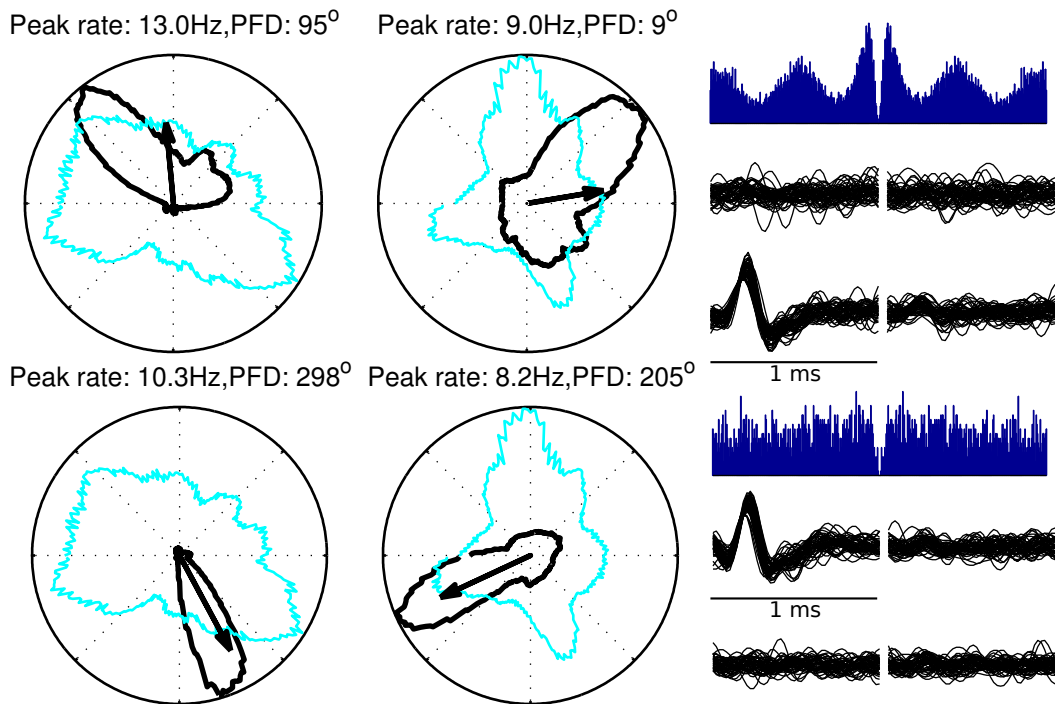 Peak rate: 13.0Hz,PFD: 95°
Peak rate: 9.0Hz,PFD: 9°
1 ms
Peak rate: 10.3Hz,PFD: 298°
Peak rate: 8.2Hz,PFD: 205°
1 ms